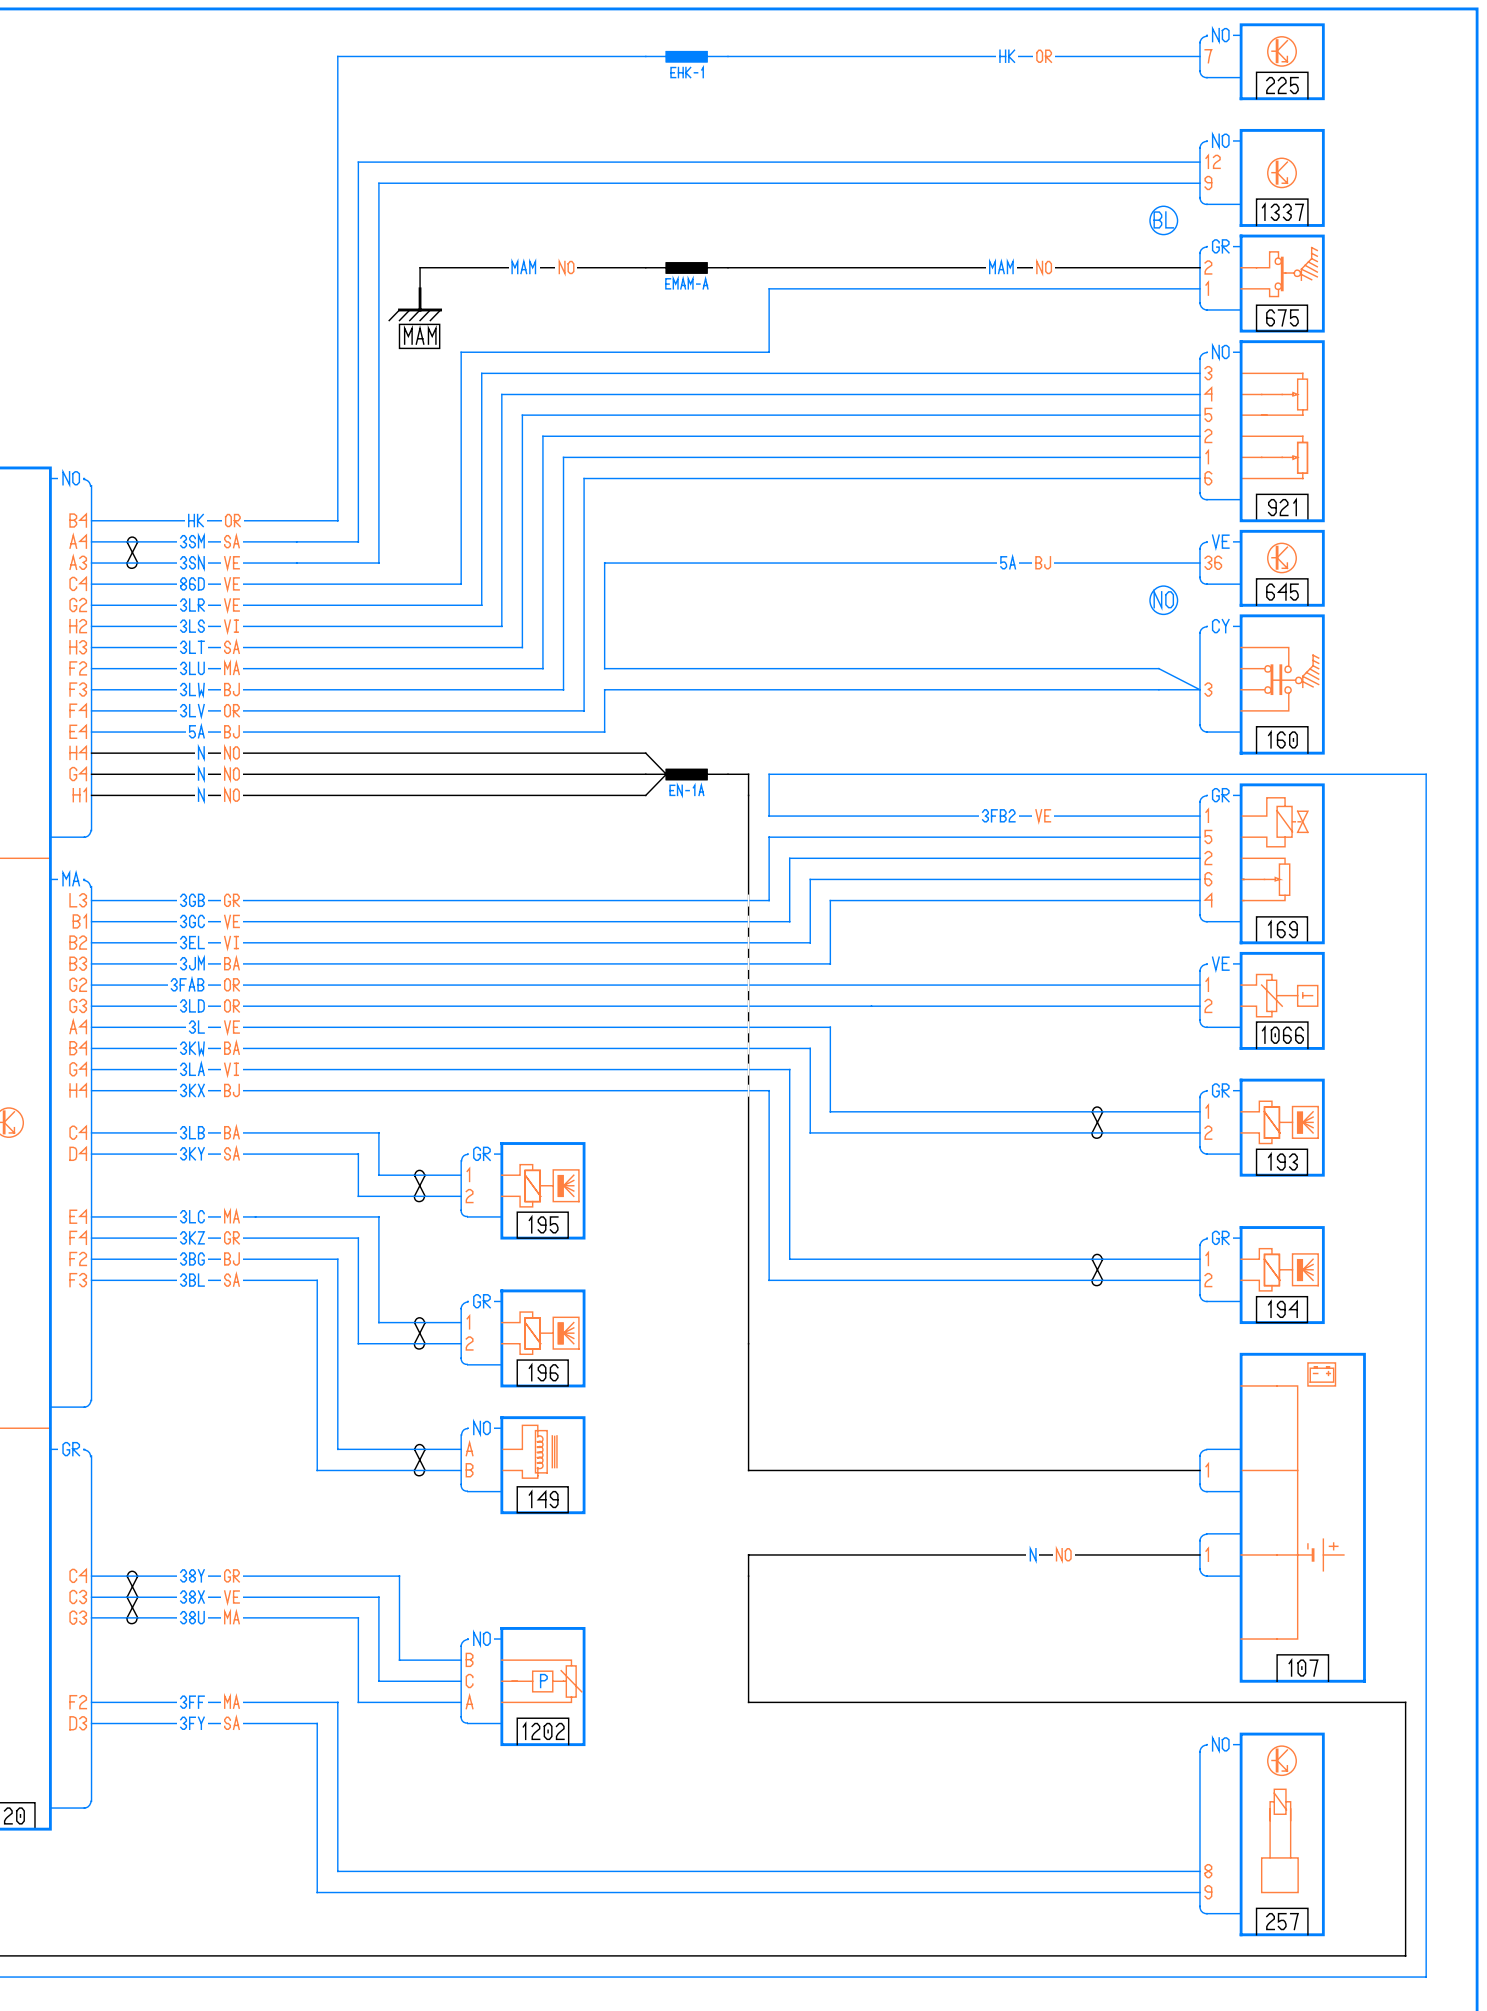 NO
7
HK OR
EHK-1
225
NO
12
9
1337
BL
GR
2
1
MAM NO
EMAM-A
MAM NO
MAM
675
NO
3
4
5
2
1
6
921
VE
36
5A BJ
645
NO
CY
3
160
NO
B4 HK OR
A4 3SM SA
A3 3SN VE
C4 86D VE
G2 3LR VE
H2 3LS VI
H3 3LT SA
F2 3LU MA
F3 3LW BJ
F4 3LV OR
E4 5A BJ
H4 N NO
G4 N NO
H1 N NO
EN-1A
GR
3FB2 VE 1
5
2
6
4
169
MA
L3 3GB GR
B1 3GC VE
B2 3EL VI
B3 3JM BA
G2 3FAB OR
G3 3LD OR
A4 3L VE
B4 3KW BA
G4 3LA VI
H4 3KX BJ
C4 3LB BA
D4 3KY SA
E4 3LC MA
F4 3KZ GR
F2 3BG BJ
F3 3BL SA
VE
1
2
T
1066
GR
1
2
193
GR
1
2
195
GR
1
2
194
GR
1
2
196
NO
A
B
149
- +
1
N NO 1
- +
107
GR
C4 38Y GR
C3 38X VE
G3 38U MA
F2 3FF MA
D3 3FY SA
NO
B
C
A
P
1202
20
NO
8
9
257